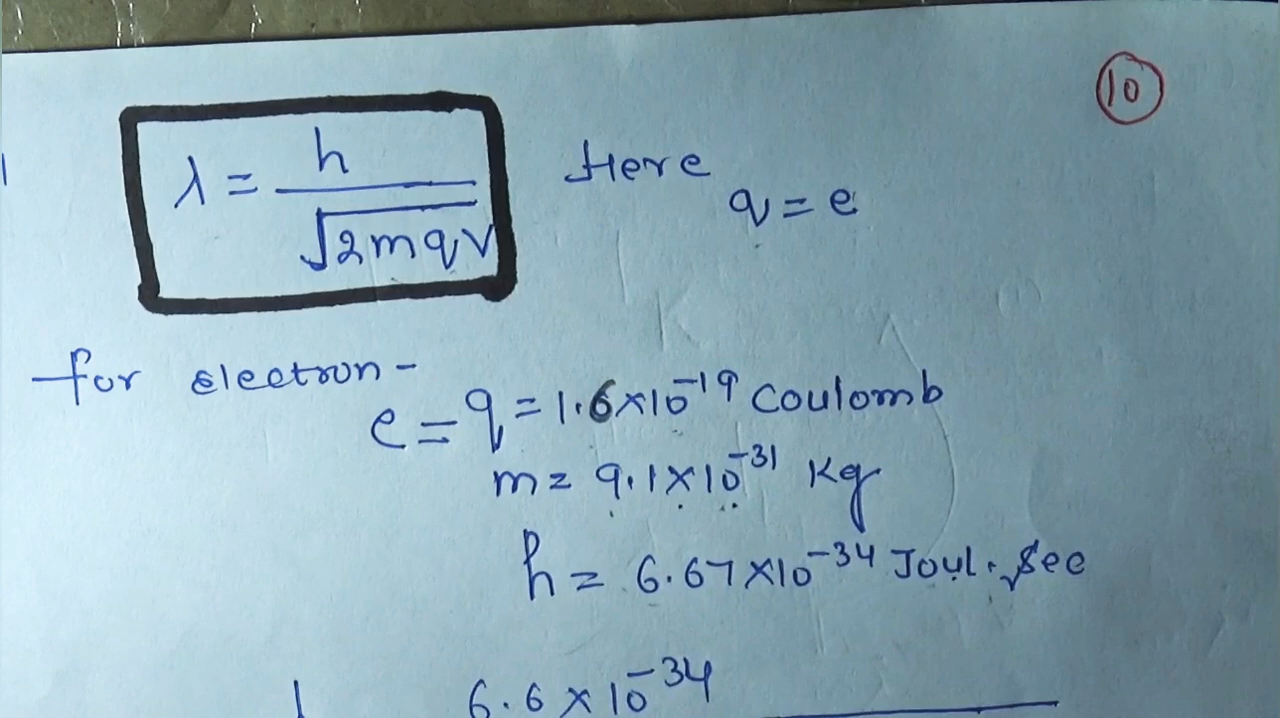 10
λ = h / √2mqv Here q = e
for electron -
e = q = 1.6×10⁻¹⁹ Coulomb
m = 9.1×10⁻³¹ Kg
h = 6.67×10⁻³⁴ Joul. Sec
6.6×10⁻³⁴